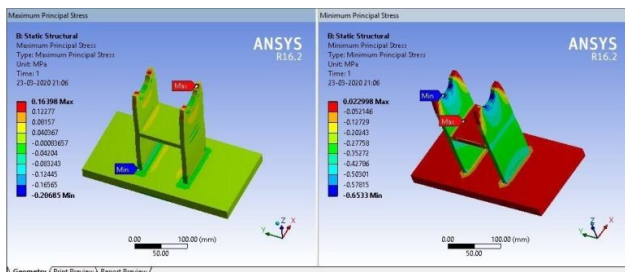 Maximum Principal Stress
B: Static Structural
Maximum Principal Stress
Type: Maximum Principal Stress
Unit: MPa
Time: 1
23-03-2020 21:06
0.16398 Max
0.12277
0.08157
0.040367
-0.00083657
-0.04204
-0.083243
-0.12445
-0.16565
-0.20685 Min
ANSYS
R16.2
Max
Min
0.00
100.00 (mm)
50.00
Z
X
Y
Minimum Principal Stress
B: Static Structural
Minimum Principal Stress
Type: Minimum Principal Stress
Unit: MPa
Time: 1
23-03-2020 21:06
0.022998 Max
-0.052146
-0.12729
-0.20243
-0.27758
-0.35272
-0.42786
-0.50301
-0.57815
-0.6533 Min
ANSYS
R16.2
Min
Max
0.00
100.00 (mm)
50.00
Z
X
Y
Geometry / Print Preview / Report Preview /